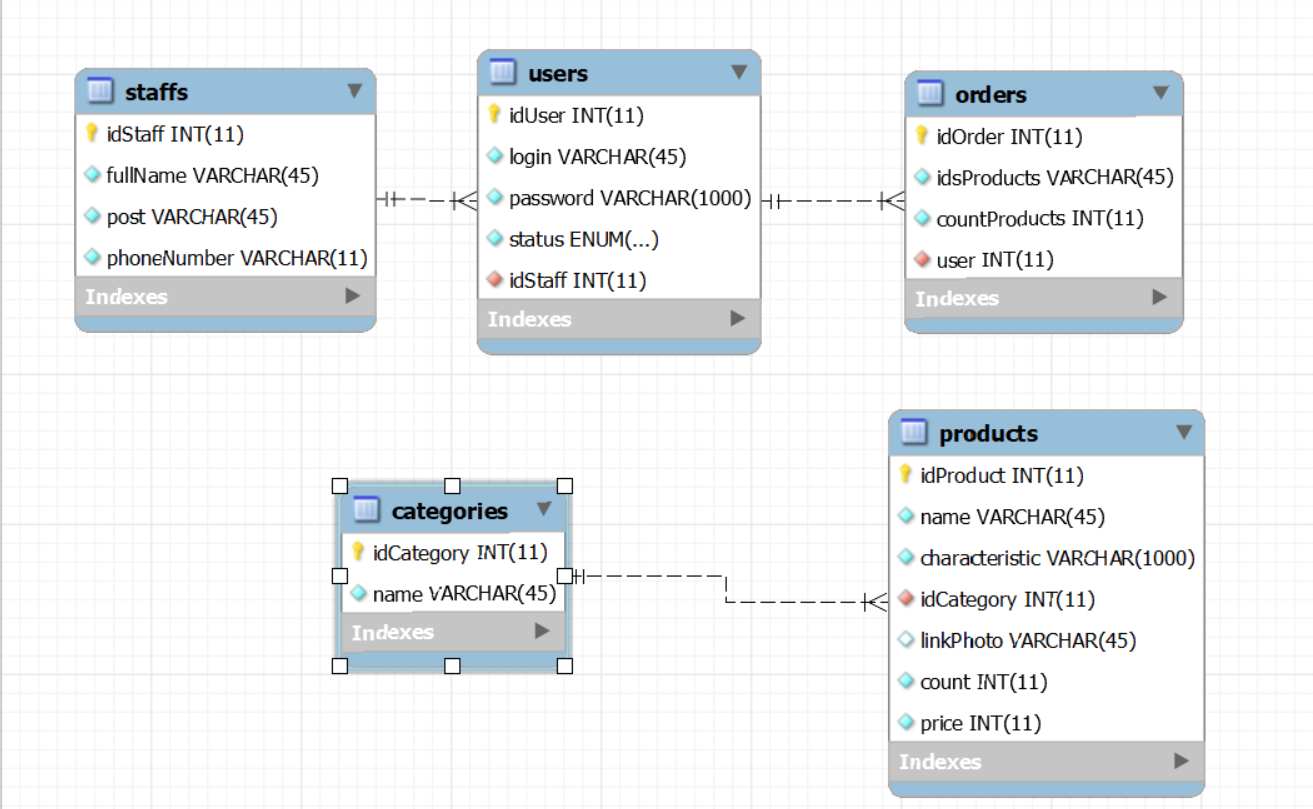 staffs
idStaff INT(11)
fullName VARCHAR(45)
post VARCHAR(45)
phoneNumber VARCHAR(11)
Indexes
users
idUser INT(11)
login VARCHAR(45)
password VARCHAR(1000)
status ENUM(...)
idStaff INT(11)
Indexes
orders
idOrder INT(11)
idsProducts VARCHAR(45)
countProducts INT(11)
user INT(11)
Indexes
categories
idCategory INT(11)
name VARCHAR(45)
Indexes
products
idProduct INT(11)
name VARCHAR(45)
characteristic VARCHAR(1000)
idCategory INT(11)
linkPhoto VARCHAR(45)
count INT(11)
price INT(11)
Indexes